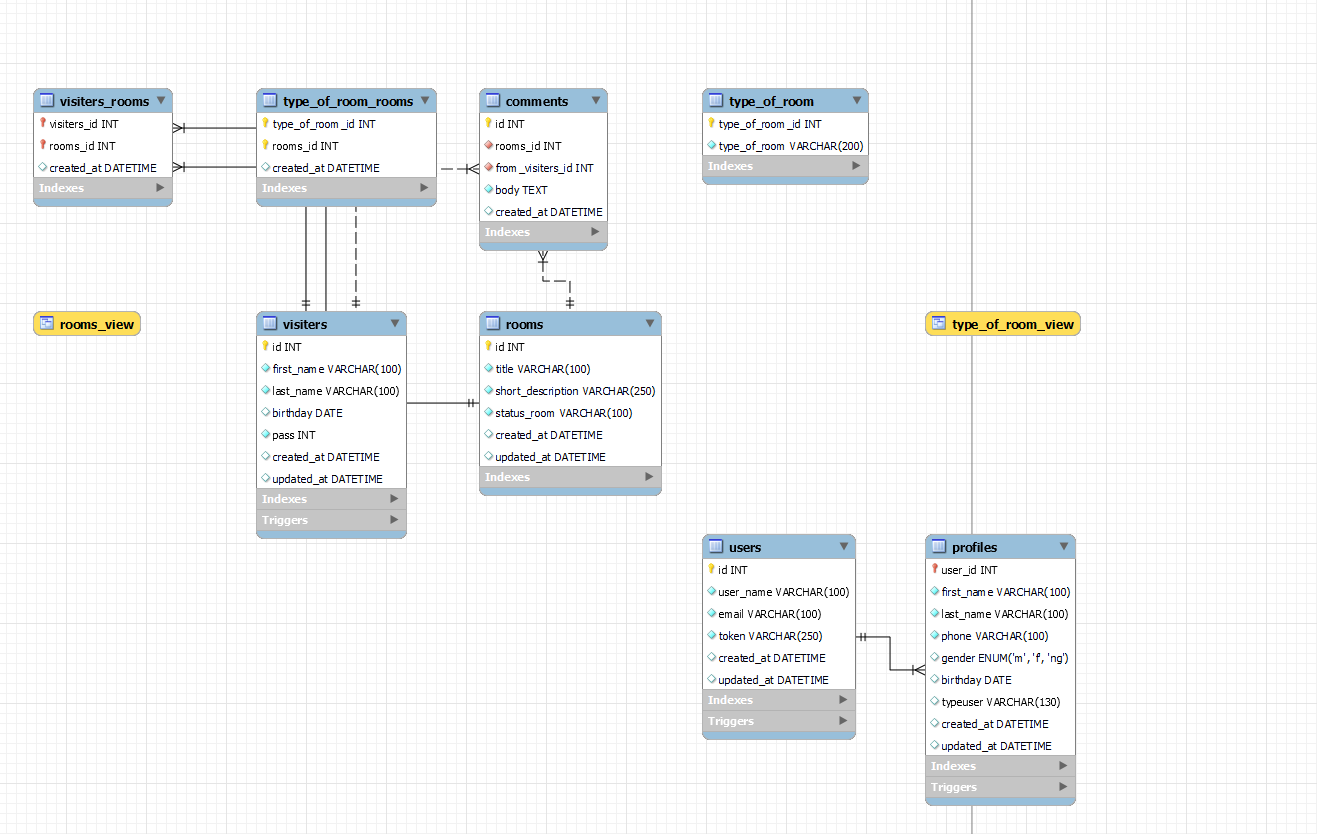 visiters_rooms
visiters_id INT
rooms_id INT
created_at DATETIME
Indexes
type_of_room_rooms
type_of_room_id INT
rooms_id INT
created_at DATETIME
Indexes
comments
id INT
rooms_id INT
from_visiters_id INT
body TEXT
created_at DATETIME
Indexes
type_of_room
type_of_room_id INT
type_of_room VARCHAR(200)
Indexes
rooms_view
visiters
id INT
first_name VARCHAR(100)
last_name VARCHAR(100)
birthday DATE
pass INT
created_at DATETIME
updated_at DATETIME
Indexes
Triggers
rooms
id INT
title VARCHAR(100)
short_description VARCHAR(250)
status_room VARCHAR(100)
created_at DATETIME
updated_at DATETIME
Indexes
type_of_room_view
users
id INT
user_name VARCHAR(100)
email VARCHAR(100)
token VARCHAR(250)
created_at DATETIME
updated_at DATETIME
Indexes
Triggers
profiles
user_id INT
first_name VARCHAR(100)
last_name VARCHAR(100)
phone VARCHAR(100)
gender ENUM('m', 'f', 'ng')
birthday DATE
typeuser VARCHAR(130)
created_at DATETIME
updated_at DATETIME
Indexes
Triggers